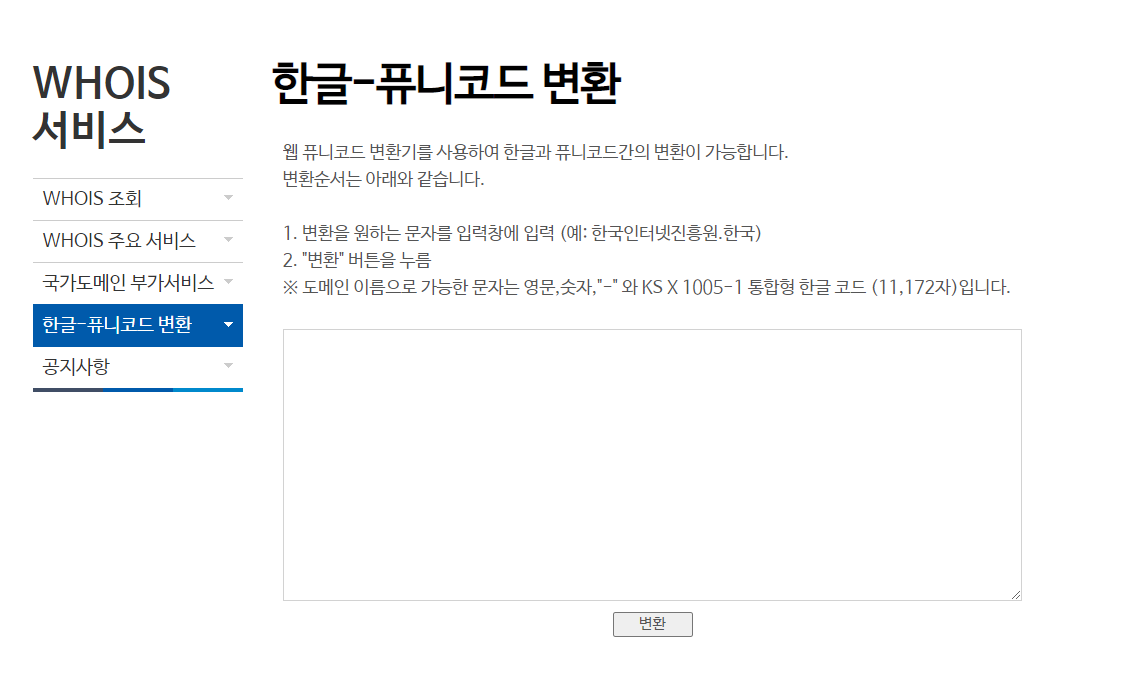 WHOIS
서비스
WHOIS 조회
WHOIS 주요 서비스
국가도메인 부가서비스
한글-퓨니코드 변환
공지사항
한글-퓨니코드 변환
웹 퓨니코드 변환기를 사용하여 한글과 퓨니코드간의 변환이 가능합니다.
변환순서는 아래와 같습니다.
1. 변환을 원하는 문자를 입력창에 입력 (예: 한국인터넷진흥원.한국)
2. "변환" 버튼을 누름
※ 도메인 이름으로 가능한 문자는 영문,숫자,"-" 와 KS X 1005-1 통합형 한글 코드 (11,172자)입니다.
변환